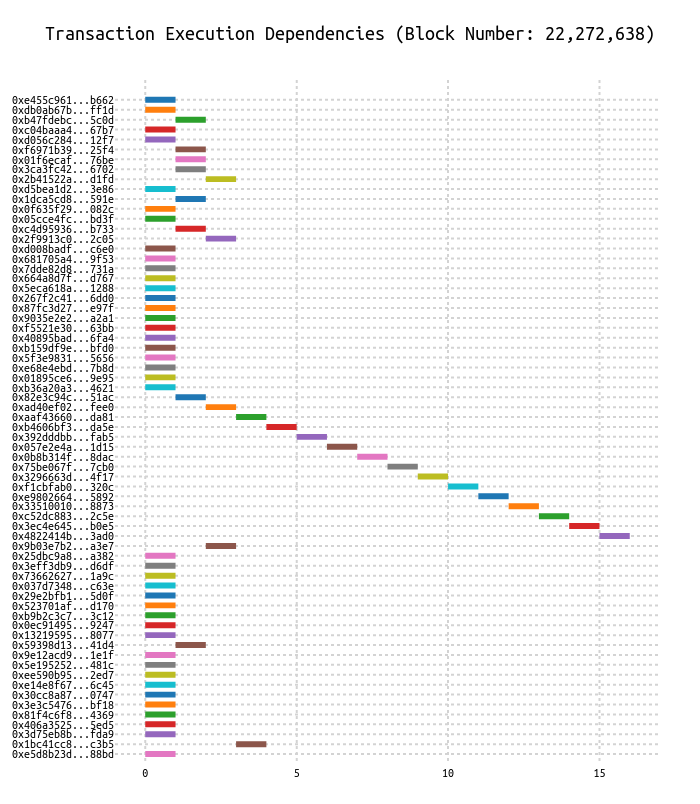 Transaction Execution Dependencies (Block Number: 22,272,638)
0xe455c961...b662
0xdb0ab67b...ff1d
0xb47fdebc...5c0d
0xc04baaa4...67b7
0xd056c284...12f7
0xf6971b39...25f4
0x01f6ecaf...76be
0x3ca3fc42...6702
0x2b41522a...d1fd
0xd5bea1d2...3e86
0x1dca5cd8...591e
0x0f635f29...082c
0x05cce4fc...bd3f
0xc4d95936...b733
0x2f9913c0...2c05
0xd008badf...c6e0
0x681705a4...9f53
0x7dde82d8...731a
0x664a8d7f...d767
0x5eca618a...1288
0x267f2c41...6dd0
0x87fc3d27...e97f
0x9035e2e2...a2a1
0xf5521e30...63bb
0x40895bad...6fa4
0xb159df9e...bfd0
0x5f3e9831...5656
0xe68e4ebd...7b8d
0x01895ce6...9e95
0xb36a20a3...4621
0x82e3c94c...51ac
0xad40ef02...fee0
0xaaf43660...da81
0xb4606bf3...da5e
0x392dddbb...fab5
0x057e2e4a...1d15
0x0b8b314f...8dac
0x75be067f...7cb0
0x3296663d...4f17
0xf1cbfab0...320c
0xe9802664...5892
0x33510010...8873
0xc52dc883...2c5e
0x3ec4e645...b0e5
0x4822414b...3ad0
0x9b03e7b2...a3e7
0x25dbc9a8...a382
0x3eff3db9...d6df
0x73662627...1a9c
0x037d7348...c63e
0x29e2bfb1...5d0f
0x523701af...d170
0xb9b2c3c7...3c12
0x0ec91495...9247
0x13219595...8077
0x59398d13...41d4
0x9e12acd9...1e1f
0x5e195252...481c
0xee590b95...2ed7
0xe14e8f67...6c45
0x30cc8a87...0747
0x3e3c5476...bf18
0x81f4c6f8...4369
0x406a3525...5ed5
0x3d75eb8b...fda9
0x1bc41cc8...c3b5
0xe5d8b23d...88bd
0 5 10 15